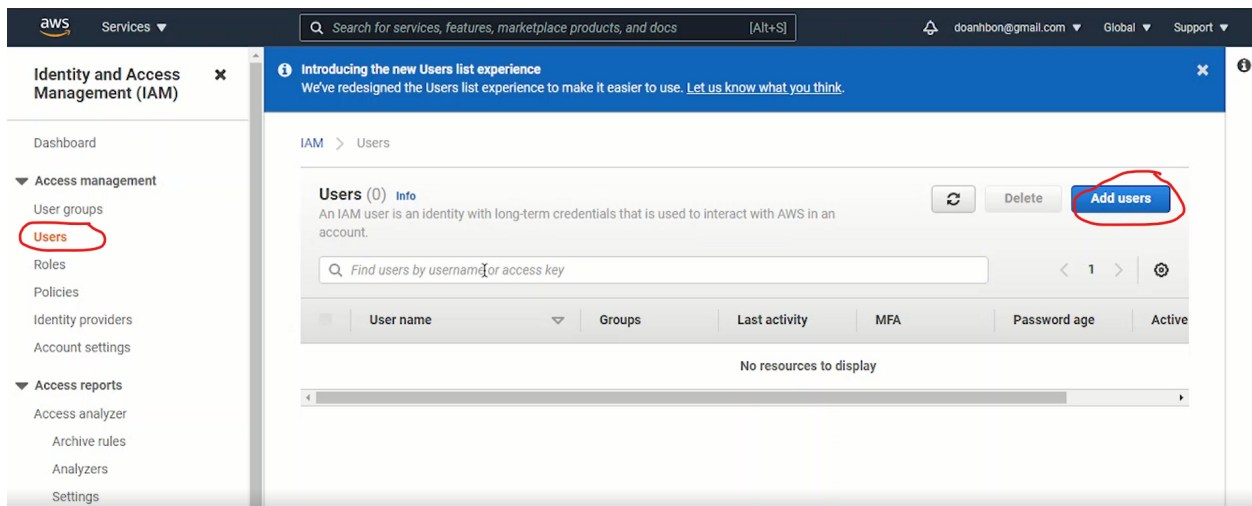 aws Services Search for services, features, marketplace products, and docs [Alt+S] doanhbon@gmail.com Global Support
Identity and Access
Management (IAM)
Dashboard
Access management
User groups
Users
Roles
Policies
Identity providers
Account settings
Access reports
Access analyzer
Archive rules
Analyzers
Settings
Introducing the new Users list experience
We've redesigned the Users list experience to make it easier to use. Let us know what you think.
IAM > Users
Users (0) Info
An IAM user is an identity with long-term credentials that is used to interact with AWS in an
account.
Delete Add users
Find users by username or access key
1
User name Groups Last activity MFA Password age Active
No resources to display